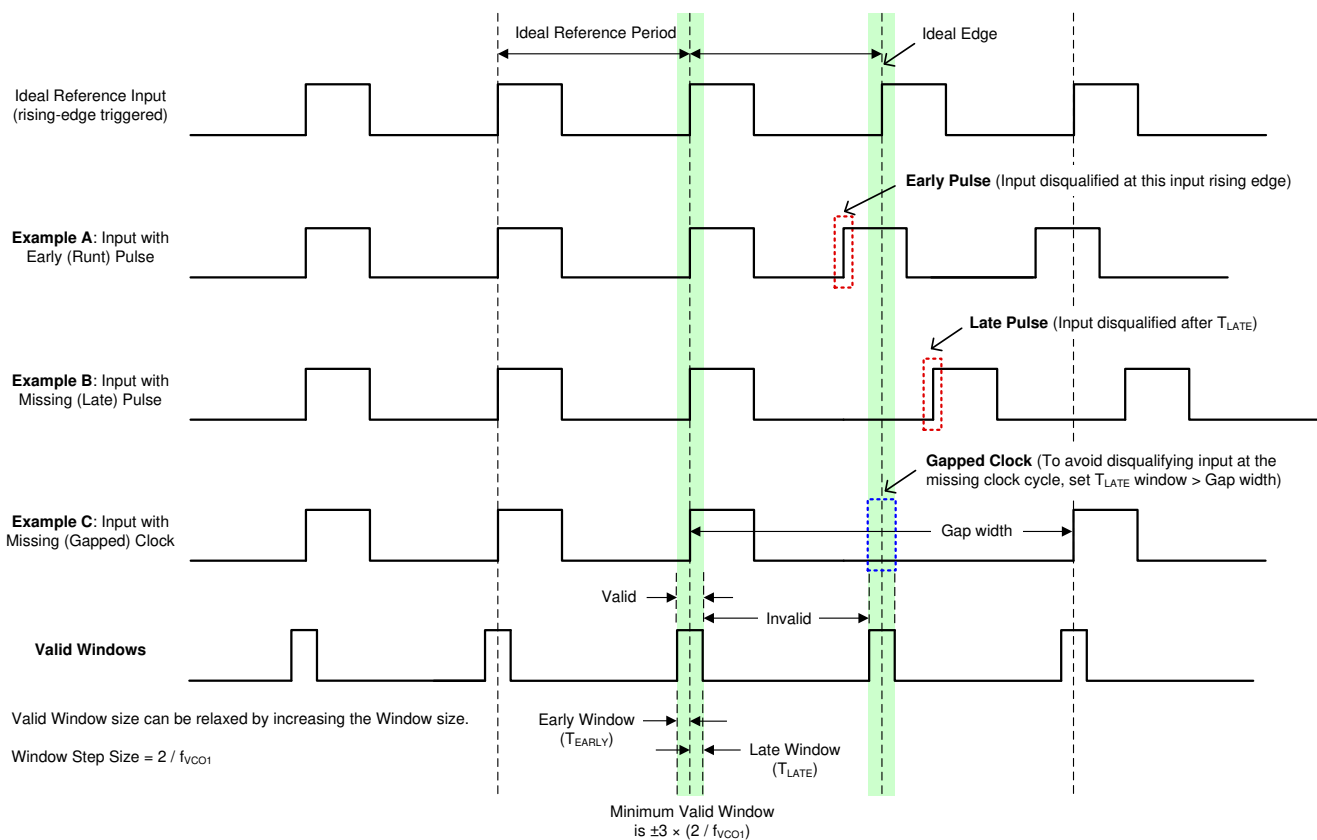 Ideal Reference Period
Ideal Edge
Ideal Reference Input
(rising-edge triggered)
Early Pulse (Input disqualified at this input rising edge)
Example A: Input with
Early (Runt) Pulse
Late Pulse (Input disqualified after TLATE)
Example B: Input with
Missing (Late) Pulse
Gapped Clock (To avoid disqualifying input at the
missing clock cycle, set TLATE window > Gap width)
Example C: Input with
Missing (Gapped) Clock
Gap width
Valid
Invalid
Valid Windows
Valid Window size can be relaxed by increasing the Window size.
Window Step Size = 2 / fVCO1
Early Window
(TEARLY)
Late Window
(TLATE)
Minimum Valid Window
is ±3 × (2 / fVCO1)